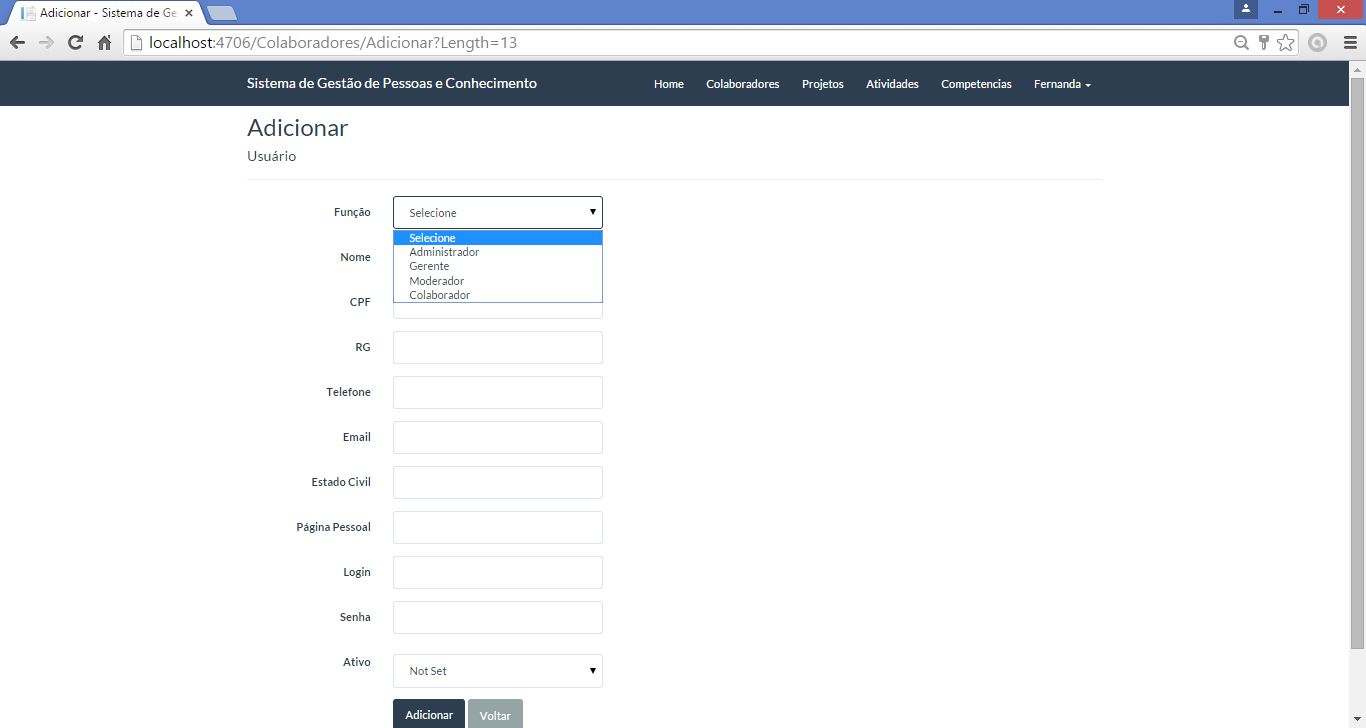 Adicionar - Sistema de Ge
localhost:4706/Colaboradores/Adicionar?Length=13
Sistema de Gestão de Pessoas e Conhecimento Home Colaboradores Projetos Atividades Competencias Fernanda
Adicionar
Usuário
Função Selecione
Selecione
Administrador
Nome
Gerente
Moderador
Colaborador
CPF
RG
Telefone
Email
Estado Civil
Página Pessoal
Login
Senha
Ativo Not Set
Adicionar Voltar